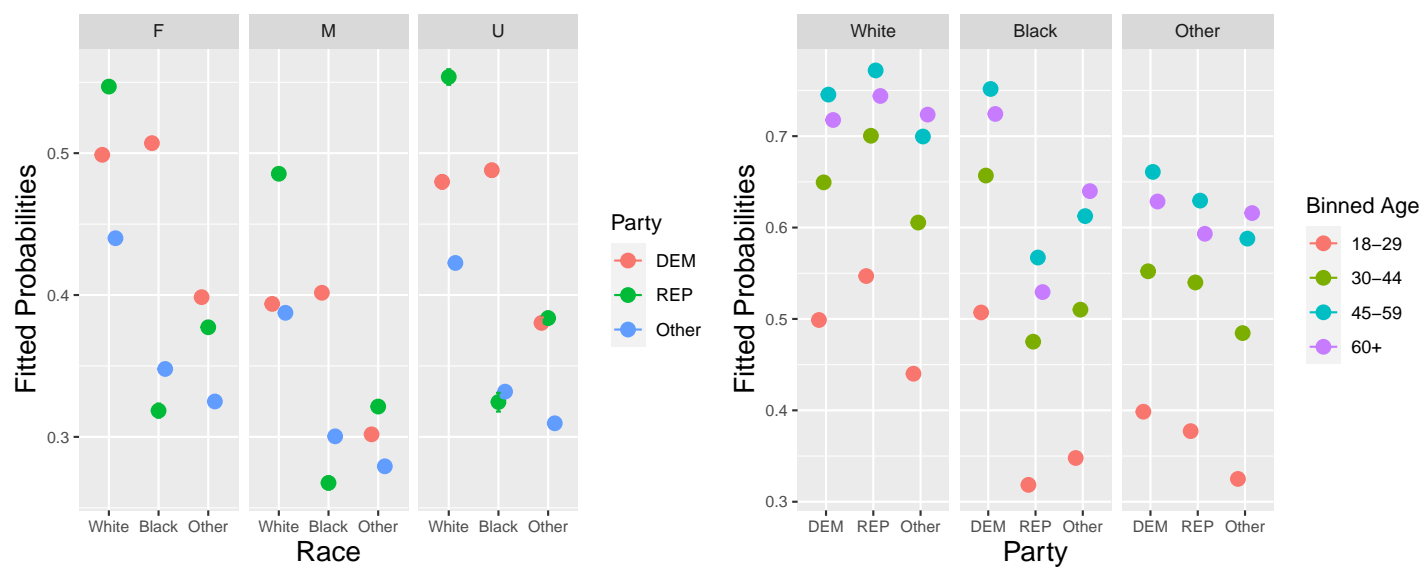 F M U
Fitted Probabilities
0.5
0.4
0.3
White Black Other White Black Other White Black Other
Race
Party
DEM
REP
Other
White Black Other
Fitted Probabilities
0.7
0.6
0.5
0.4
0.3
DEM REP Other DEM REP Other DEM REP Other
Party
Binned Age
18−29
30−44
45−59
60+